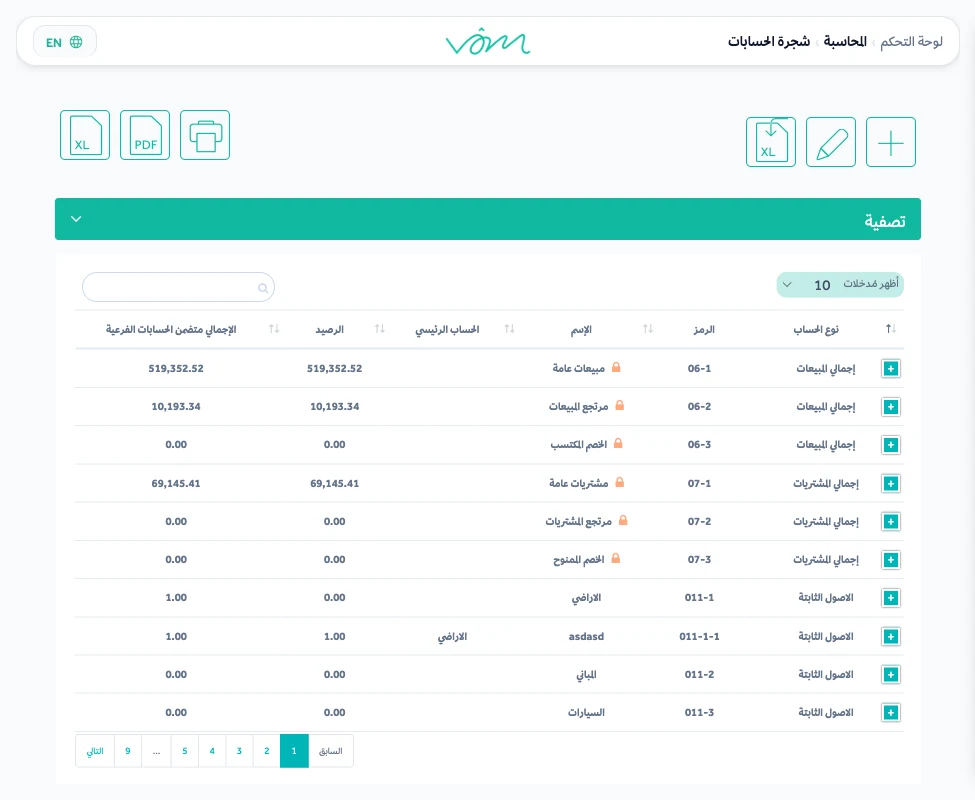 لوحة التحكم › المحاسبة › شجرة الحسابات
vôm
EN
XL
XL PDF
تصفية
أظهر مُدخلات 10
نوع الحساب الرمز الإسم الحساب الرئيسي الرصيد الإجمالي متضمن الحسابات الفرعية
إجمالي المبيعات 06-1 مبيعات عامة 519,352.52 519,352.52
إجمالي المبيعات 06-2 مرتجع المبيعات 10,193.34 10,193.34
إجمالي المبيعات 06-3 الخصم المكتسب 0.00 0.00
إجمالي المشتريات 07-1 مشتريات عامة 69,145.41 69,145.41
إجمالي المشتريات 07-2 مرتجع المشتريات 0.00 0.00
إجمالي المشتريات 07-3 الخصم الممنوح 0.00 0.00
الاصول الثابتة 011-1 الاراضي 0.00 1.00
الاصول الثابتة 011-1-1 asdasd الاراضي 1.00 1.00
الاصول الثابتة 011-2 المباني 0.00 0.00
الاصول الثابتة 011-3 السيارات 0.00 0.00
السابق 1 2 3 4 5 ... 9 التالي